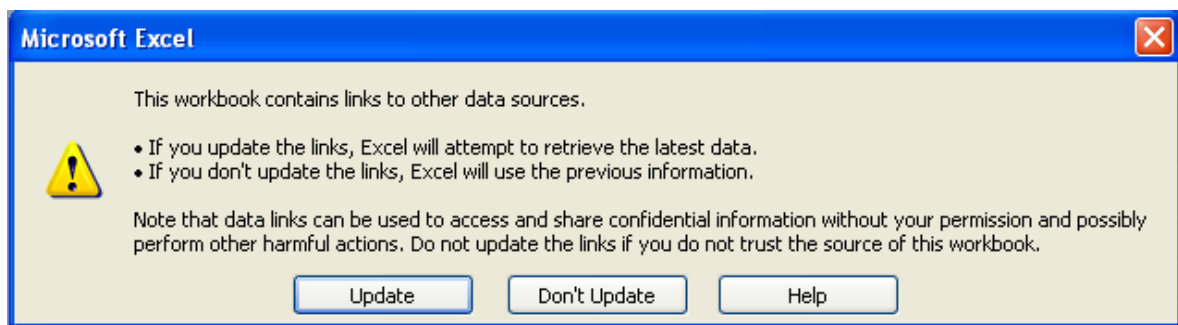 Microsoft Excel
This workbook contains links to other data sources.
• If you update the links, Excel will attempt to retrieve the latest data.
• If you don't update the links, Excel will use the previous information.
Note that data links can be used to access and share confidential information without your permission and possibly
perform other harmful actions. Do not update the links if you do not trust the source of this workbook.
Update Don't Update Help